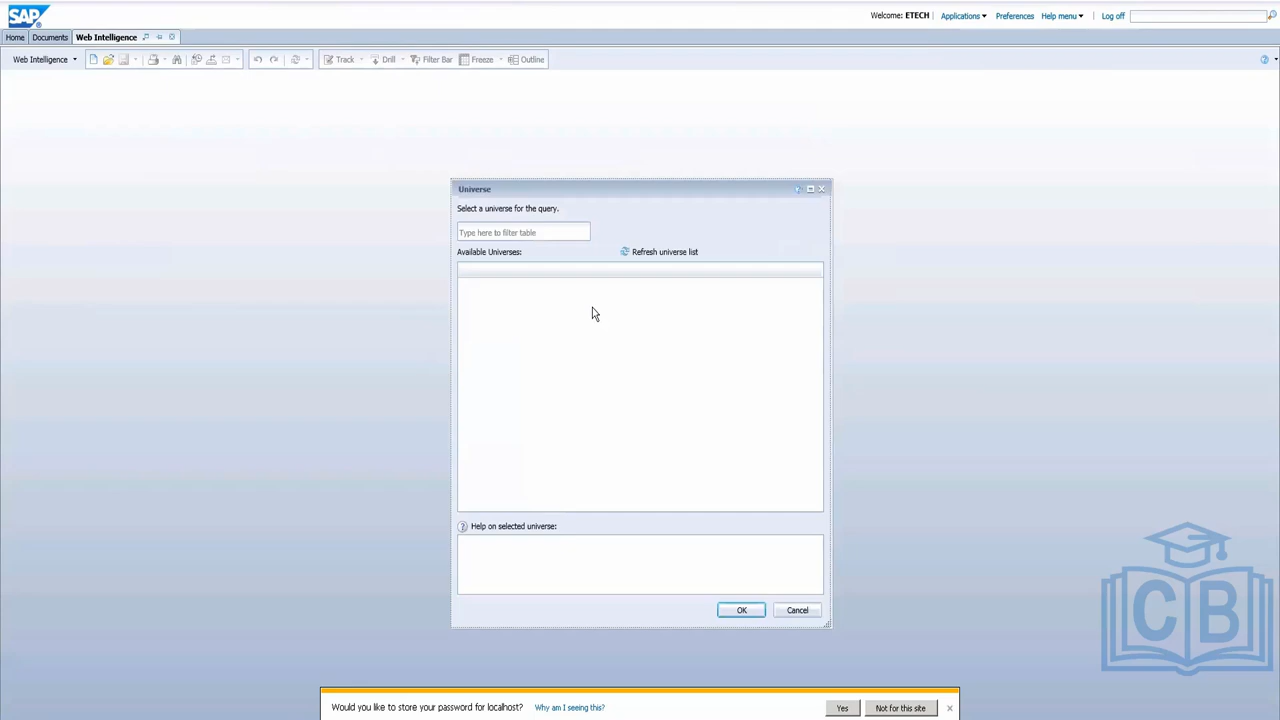 SAP
Welcome: ETECH Applications Preferences Help menu Log off
Home Documents Web Intelligence
Web Intelligence Track Drill Filter Bar Freeze Outline
Universe
Select a universe for the query.
Type here to filter table
Available Universes: Refresh universe list
Help on selected universe:
OK Cancel
CB
Would you like to store your password for localhost? Why am I seeing this? Yes Not for this site